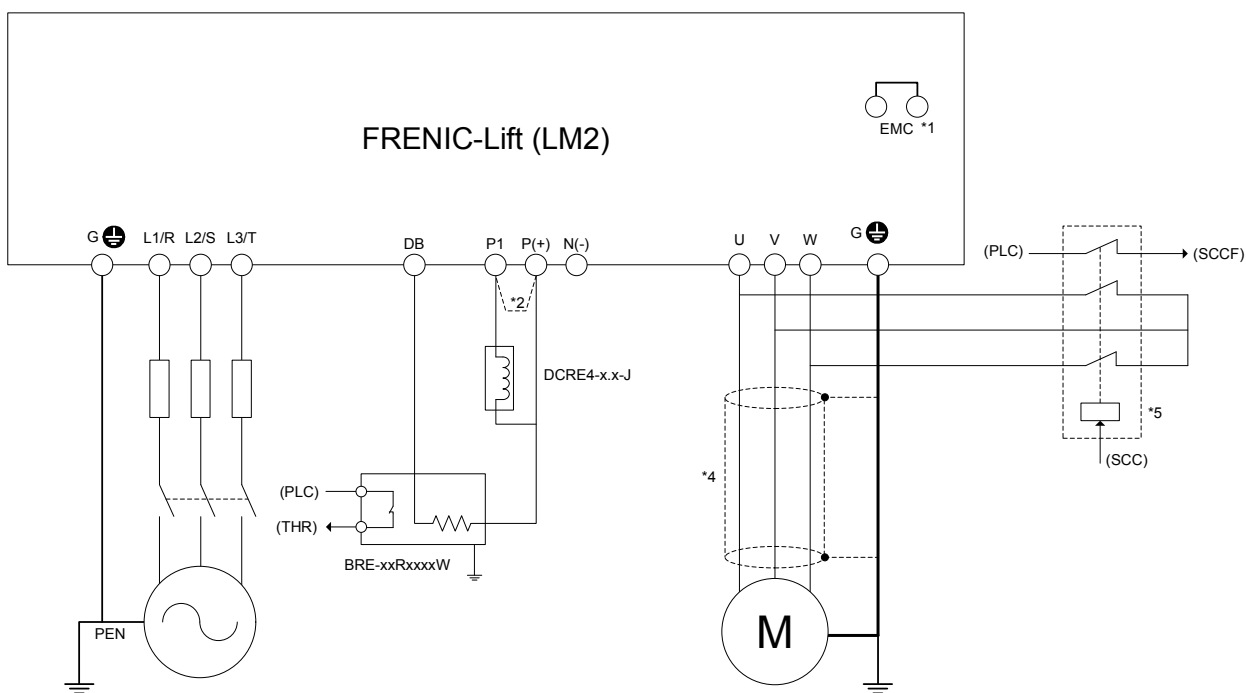 EMC *1
FRENIC-Lift (LM2)
G L1/R L2/S L3/T DB P1 P(+) N(-) U V W G
(PLC) (SCCF)
*2
DCRE4-x.x-J
*5
(SCC)
*4
(PLC)
(THR)
BRE-xxRxxxxW
PEN
M